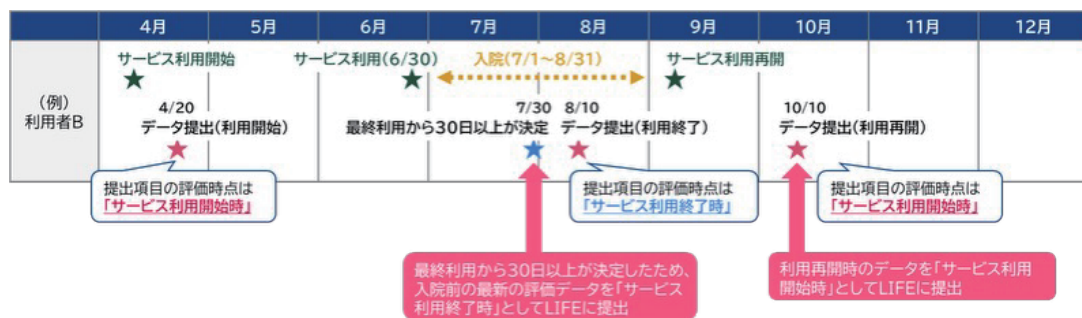 4月 5月 6月 7月 8月 9月 10月 11月 12月
(例)
利用者B
サービス利用開始
サービス利用(6/30)
入院(7/1～8/31)
サービス利用再開
4/20
データ提出(利用開始)
7/30
最終利用から30日以上が決定
8/10
データ提出(利用終了)
10/10
データ提出(利用再開)
提出項目の評価時点は
「サービス利用開始時」
提出項目の評価時点は
「サービス利用終了時」
提出項目の評価時点は
「サービス利用開始時」
最終利用から30日以上が決定したため、
入院前の最新の評価データを「サービス
利用終了時」としてLIFEに提出
利用再開時のデータを「サービス利用
開始時」としてLIFEに提出